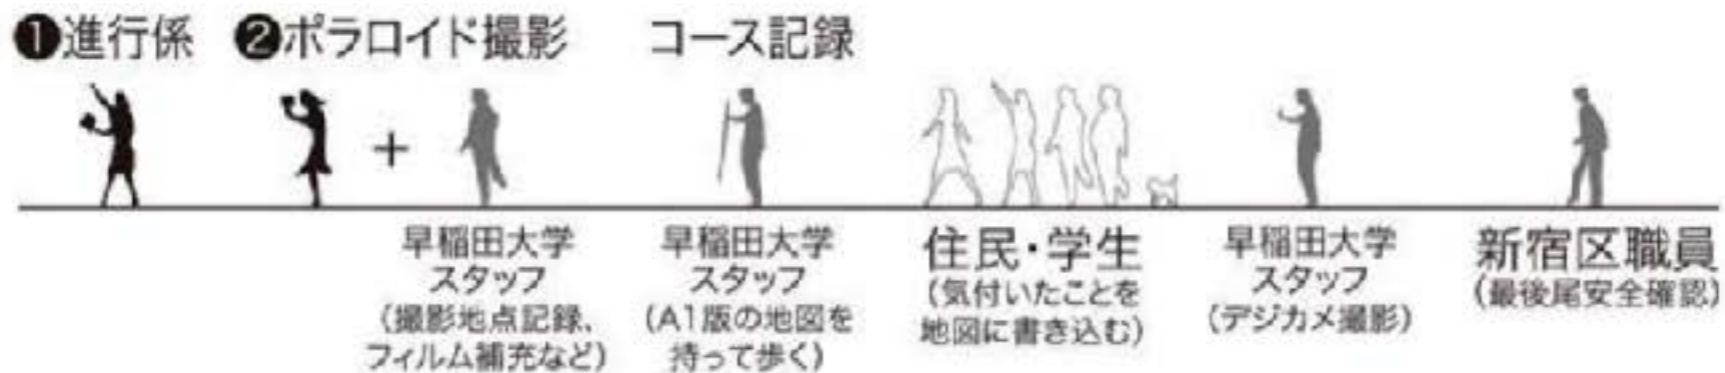 ❶進行係 ❷ポラロイド撮影 コース記録
+
早稲田大学
スタッフ
(撮影地点記録、
フィルム補充など)
早稲田大学
スタッフ
(A1版の地図を
持って歩く)
住民・学生
(気付いたことを
地図に書き込む)
早稲田大学
スタッフ
(デジカメ撮影)
新宿区職員
(最後尾安全確認)